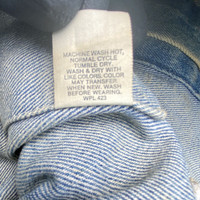 MACHINE WASH HOT,
NORMAL CYCLE
TUMBLE DRY.
WASH & DRY WITH
LIKE COLORS; COLOR
MAY TRANSFER
WHEN NEW. WASH
BEFORE WEARING.
WPL 423